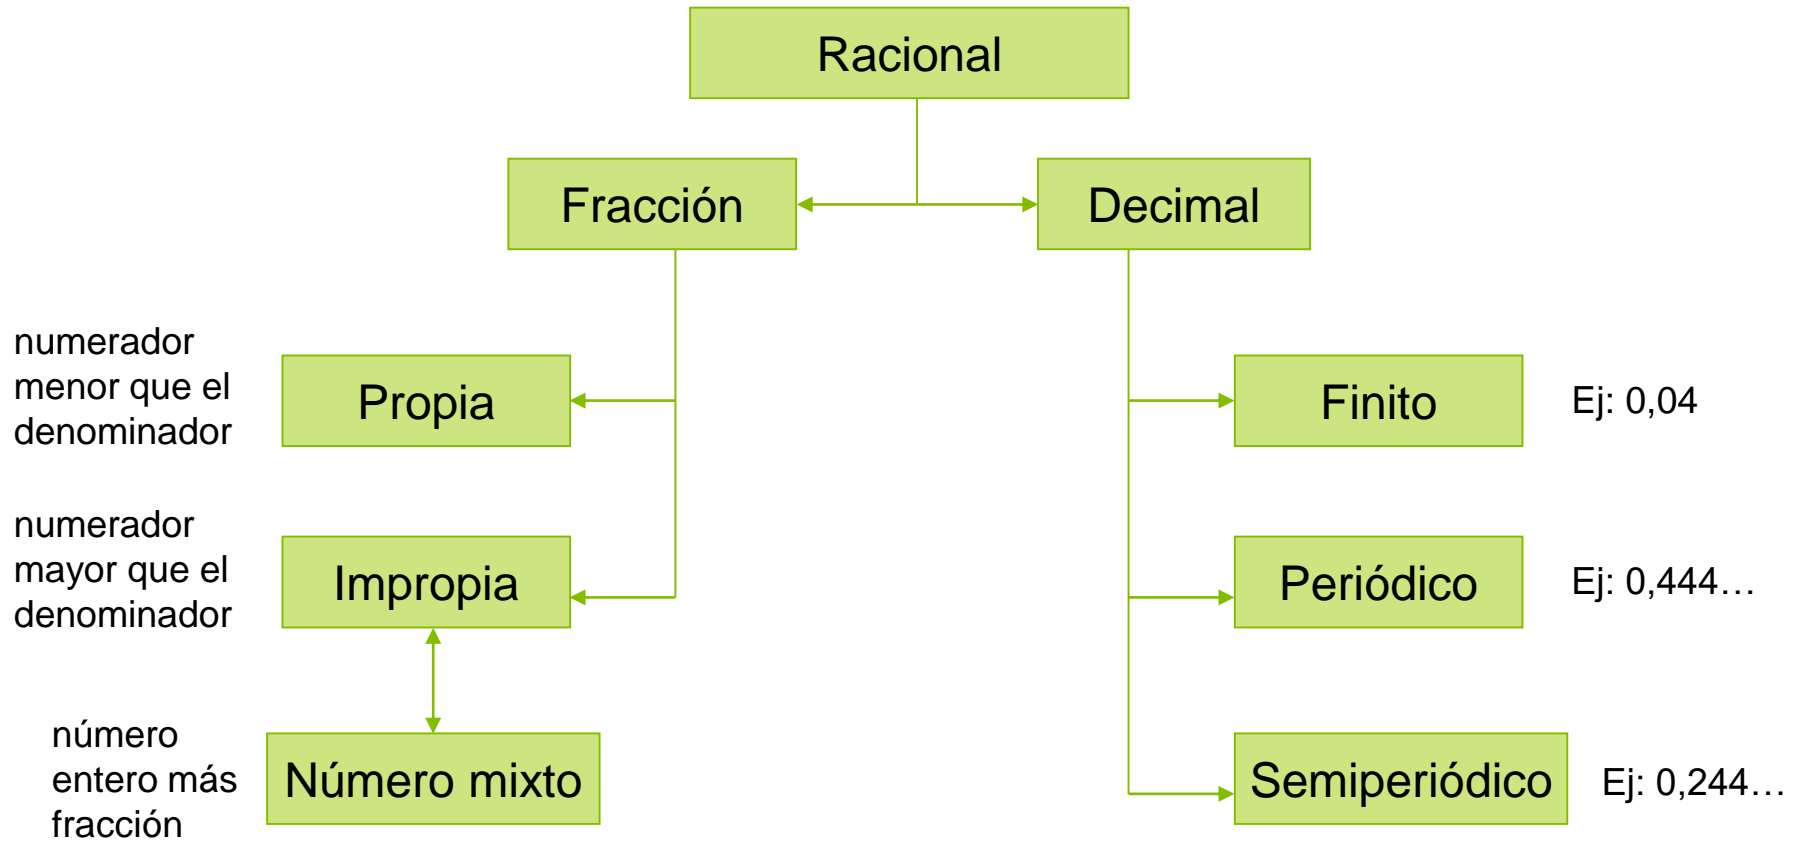 Racional
Fracción
Decimal
numerador
menor que el
denominador
Propia
Finito
Ej: 0,04
numerador
mayor que el
denominador
Impropia
Periódico
Ej: 0,444…
número
entero más
fracción
Número mixto
Semiperiódico
Ej: 0,244…